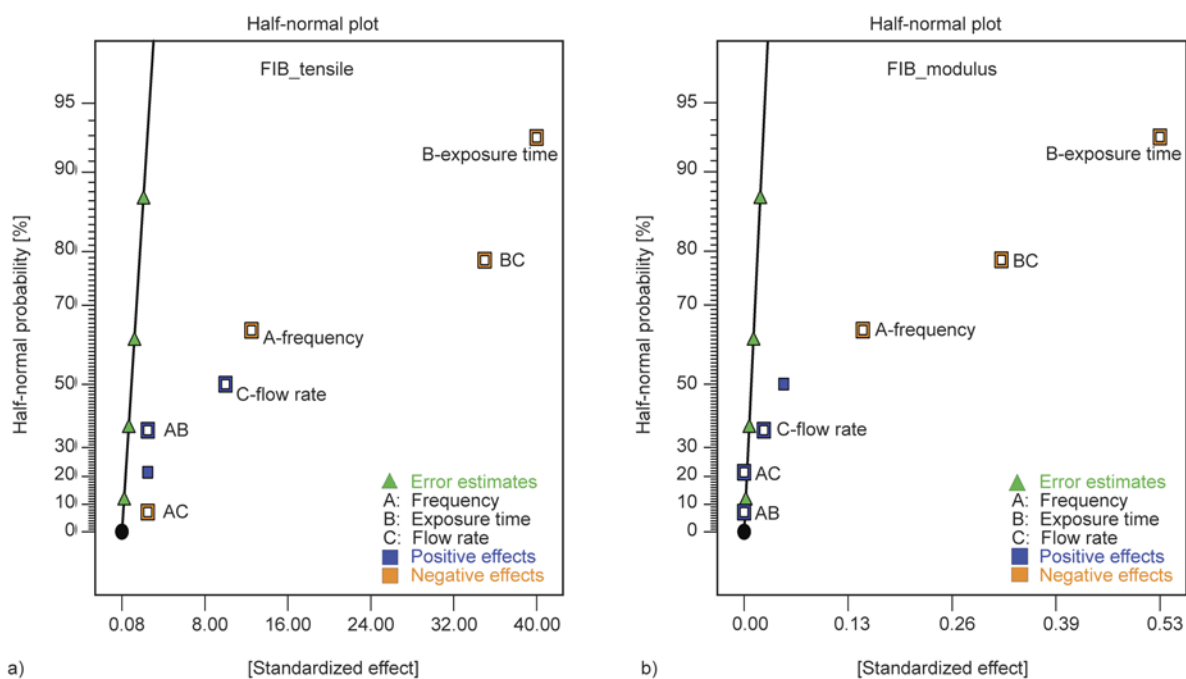 Half-normal plot
FIB_tensile
Half-normal probability [%]
95
90
80
70
50
30
20
10
0
B-exposure time
BC
A-frequency
C-flow rate
AB
AC
Error estimates
A: Frequency
B: Exposure time
C: Flow rate
Positive effects
Negative effects
0.08 8.00 16.00 24.00 32.00 40.00
a) [Standardized effect]
Half-normal plot
FIB_modulus
Half-normal probability [%]
95
90
80
70
50
30
20
10
0
B-exposure time
BC
A-frequency
C-flow rate
AC
AB
Error estimates
A: Frequency
B: Exposure time
C: Flow rate
Positive effects
Negative effects
0.00 0.13 0.26 0.39 0.53
b) [Standardized effect]